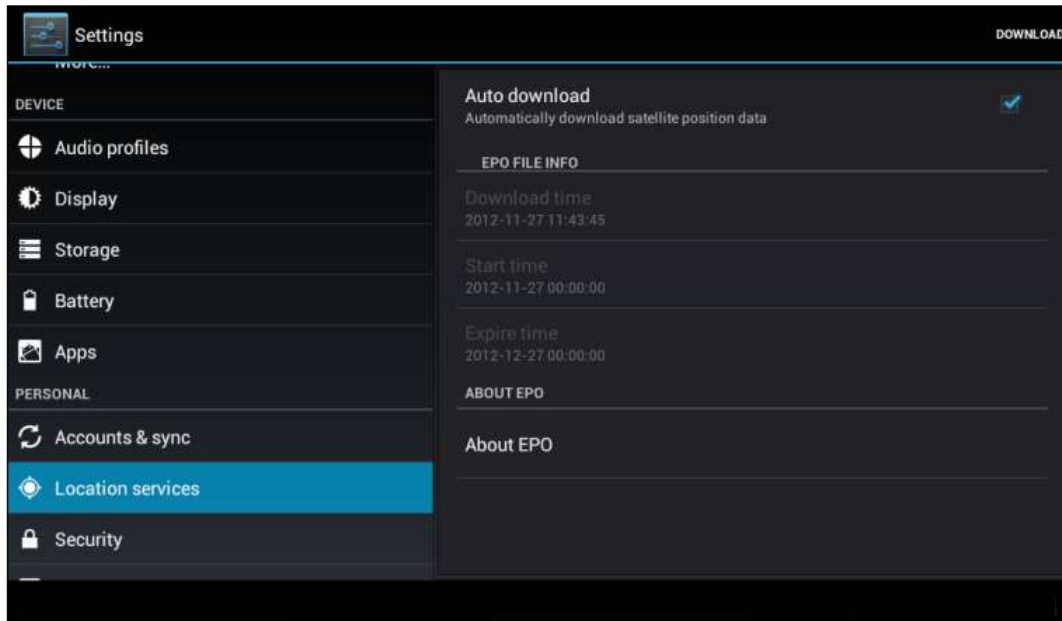 Settings
DOWNLOAD
More...
DEVICE
Audio profiles
Display
Storage
Battery
Apps
PERSONAL
Accounts & sync
Location services
Security
Auto download
Automatically download satellite position data
EPO FILE INFO
Download time
2012-11-27 11:43:45
Start time
2012-11-27 00:00:00
Expire time
2012-12-27 00:00:00
ABOUT EPO
About EPO